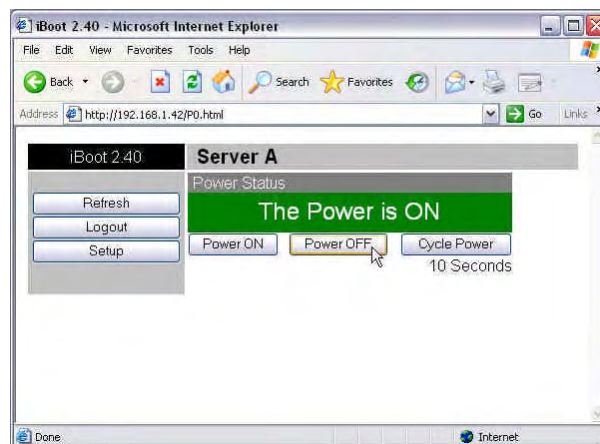 iBoot 2.40 - Microsoft Internet Explorer
File Edit View Favorites Tools Help
Back Search Favorites
Address http://192.168.1.42/P0.html Go Links
iBoot 2.40 Server A
Power Status
The Power is ON
Refresh
Logout
Setup
Power ON Power OFF Cycle Power
10 Seconds
Done Internet